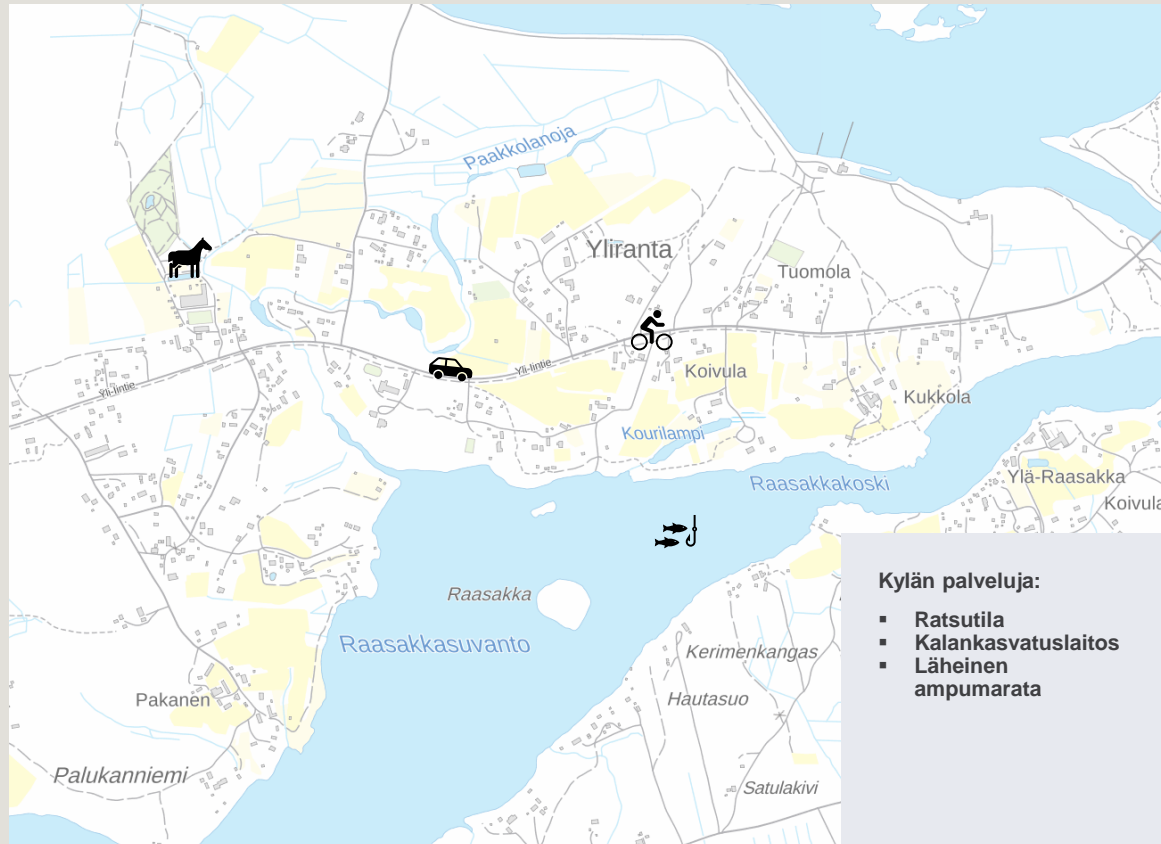 Paakkolanoja
Yliranta
Tuomola
Yli-Iintie
Koivula
Yli-Iintie
Kukkola
Kourilampi
Raasakkakoski
Ylä-Raasakka
Koivula
Raasakka
Raasakkasuvanto
Kerimenkangas
Hautasuo
Pakanen
Palukanniemi
Satulakivi
Kylän palveluja:
▪ Ratsutila
▪ Kalankasvatuslaitos
▪ Läheinen
ampumarata